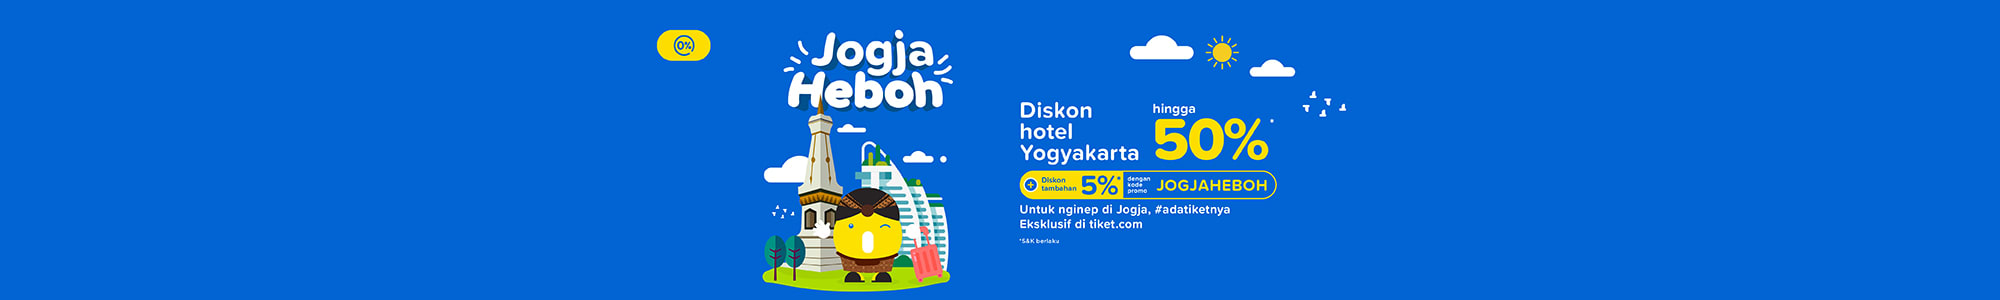 0%
Jogja
Heboh
Diskon
hotel
Yogyakarta
hingga
50%*
Diskon
tambahan
5%*
dengan
kode
promo
JOGJAHEBOH
Untuk nginep di Jogja, #adatiketnya
Eksklusif di tiket.com
*S&K berlaku